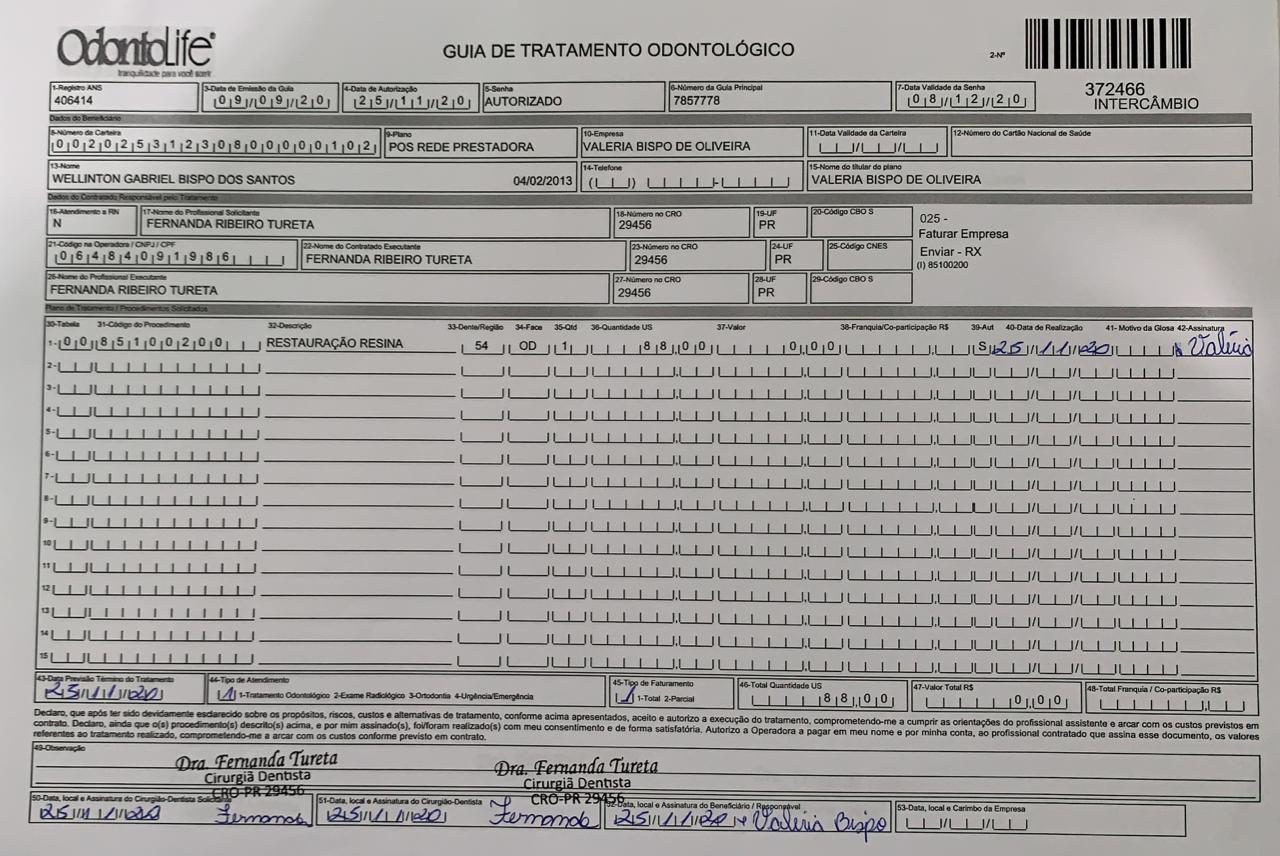 OdontoLife
tranquilidade para você sorrir
GUIA DE TRATAMENTO ODONTOLÓGICO
2-Nº
372466
INTERCÂMBIO
1-Registro ANS
406414
3-Data de Emissão da Guia
09/09/20
4-Data de Autorização
25/11/20
5-Senha
AUTORIZADO
6-Número da Guia Principal
7857778
7-Data Validade da Senha
08/12/20
Dados do Beneficiário
8-Número da Carteira
00202531230800000102
9-Plano
POS REDE PRESTADORA
10-Empresa
VALERIA BISPO DE OLIVEIRA
11-Data Validade da Carteira
12-Número do Cartão Nacional de Saúde
13-Nome
WELLINTON GABRIEL BISPO DOS SANTOS 04/02/2013
14-Telefone
15-Nome do titular do plano
VALERIA BISPO DE OLIVEIRA
Dados do Contratado Responsável pelo Tratamento
16-Atendimento a RN
N
17-Nome do Profissional Solicitante
FERNANDA RIBEIRO TURETA
18-Número no CRO
29456
19-UF
PR
20-Código CBO S
025 -
Faturar Empresa
Enviar - RX
(I) 85100200
21-Código na Operadora / CNPJ / CPF
06484091986
22-Nome do Contratado Executante
FERNANDA RIBEIRO TURETA
23-Número no CRO
29456
24-UF
PR
25-Código CNES
26-Nome do Profissional Executante
FERNANDA RIBEIRO TURETA
27-Número no CRO
29456
28-UF
PR
29-Código CBO S
Plano de Tratamento / Procedimentos Solicitados
30-Tabela 31-Código do Procedimento 32-Descrição 33-Dente/Região 34-Face 35-Qtd 36-Quantidade US 37-Valor 38-Franquia/Co-participação R$ 39-Aut 40-Data de Realização 41- Motivo da Glosa 42-Assinatura
1- 00 85100200 RESTAURAÇÃO RESINA 54 OD 1 88,00 0,00 S 25/11/20 Valéria
2-
3-
4-
5-
6-
7-
8-
9-
10
11
12
13
14
15
43-Data Previsão Término do Tratamento
25/11/20
44-Tipo de Atendimento
1 1-Tratamento Odontológico 2-Exame Radiológico 3-Ortodontia 4-Urgência/Emergência
45-Tipo de Faturamento
1 1-Total 2-Parcial
46-Total Quantidade US
88,00
47-Valor Total R$
0,00
48-Total Franquia / Co-participação R$
Declaro, que após ter sido devidamente esclarecido sobre os propósitos, riscos, custos e alternativas de tratamento, conforme acima apresentados, aceito e autorizo a execução do tratamento, comprometendo-me a cumprir as orientações do profissional assistente e arcar com os custos previstos em
contrato. Declaro, ainda que o(s) procedimento(s) descrito(s) acima, e por mim assinado(s), foi/foram realizado(s) com meu consentimento e de forma satisfatória. Autorizo a Operadora a pagar em meu nome e por minha conta, ao profissional contratado que assina esse documento, os valores
referentes ao tratamento realizado, comprometendo-me a arcar com os custos conforme previsto em contrato.
49-Observação
Dra. Fernanda Tureta
Cirurgiã Dentista
CRO-PR 29456
Dra. Fernanda Tureta
Cirurgiã Dentista
CRO-PR 29456
50-Data, local e Assinatura do Cirurgião-Dentista Solicitante
25/11/20 Fernanda
51-Data, local e Assinatura do Cirurgião-Dentista
25/11/20 Fernanda
52-Data, local e Assinatura do Beneficiário / Responsável
25/11/20 Valéria Bispo
53-Data, local e Carimbo da Empresa